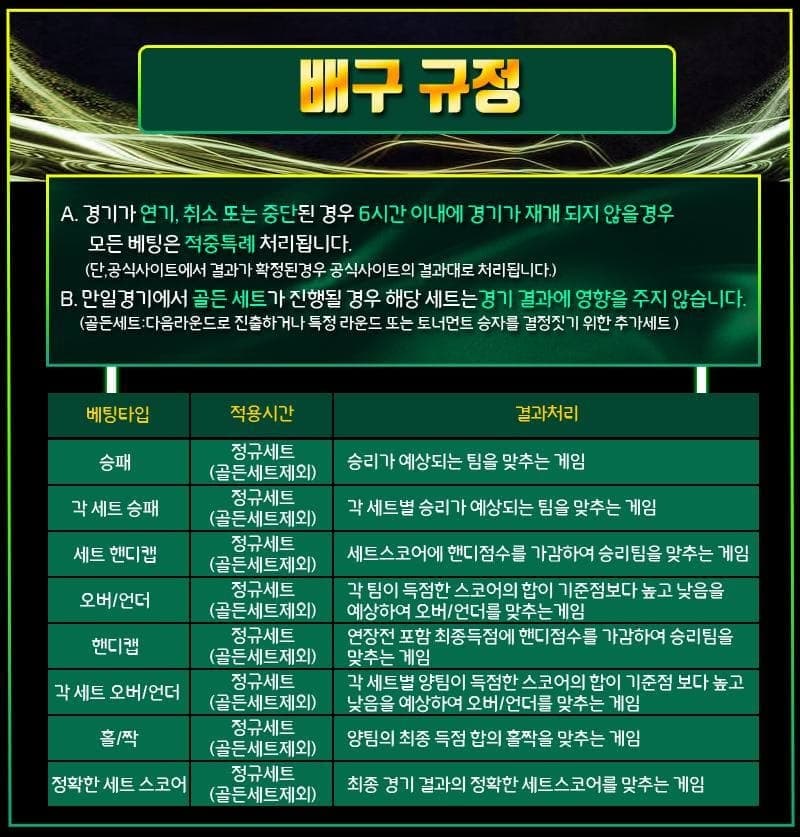 배구 규정
A. 경기가 연기, 취소 또는 중단된 경우 6시간 이내에 경기가 재개 되지 않을경우
모든 베팅은 적중특례 처리됩니다.
(단,공식사이트에서 결과가 확정된경우 공식사이트의 결과대로 처리됩니다.)
B. 만일경기에서 골든 세트가 진행될 경우 해당 세트는경기 결과에 영향을 주지 않습니다.
(골든세트:다음라운드로 진출하거나 특정 라운드 또는 토너먼트 승자를 결정짓기 위한 추가세트 )
베팅타입 적용시간 결과처리
승패 정규세트 (골든세트제외) 승리가 예상되는 팀을 맞추는 게임
각 세트 승패 정규세트 (골든세트제외) 각 세트별 승리가 예상되는 팀을 맞추는 게임
세트 핸디캡 정규세트 (골든세트제외) 세트스코어에 핸디점수를 가감하여 승리팀을 맞추는 게임
오버/언더 정규세트 (골든세트제외) 각 팀이 득점한 스코어의 합이 기준점보다 높고 낮음을
예상하여 오버/언더를 맞추는게임
핸디캡 정규세트 (골든세트제외) 연장전 포함 최종득점에 핸디점수를 가감하여 승리팀을
맞추는 게임
각 세트 오버/언더 정규세트 (골든세트제외) 각 세트별 양팀이 득점한 스코어의 합이 기준점 보다 높고
낮음을 예상하여 오버/언더를 맞추는 게임
홀/짝 정규세트 (골든세트제외) 양팀의 최종 득점 합의 홀짝을 맞추는 게임
정확한 세트 스코어 정규세트 (골든세트제외) 최종 경기 결과의 정확한 세트스코어를 맞추는 게임